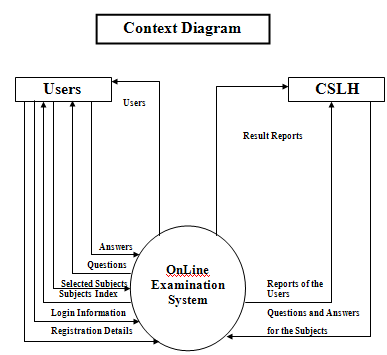 Context Diagram
Users
CSLH
Users
Result Reports
Answers
Questions
Selected Subjects
Subjects Index
Login Information
Registration Details
OnLine
Examination
System
Reports of the
Users
Questions and Answers
for the Subjects